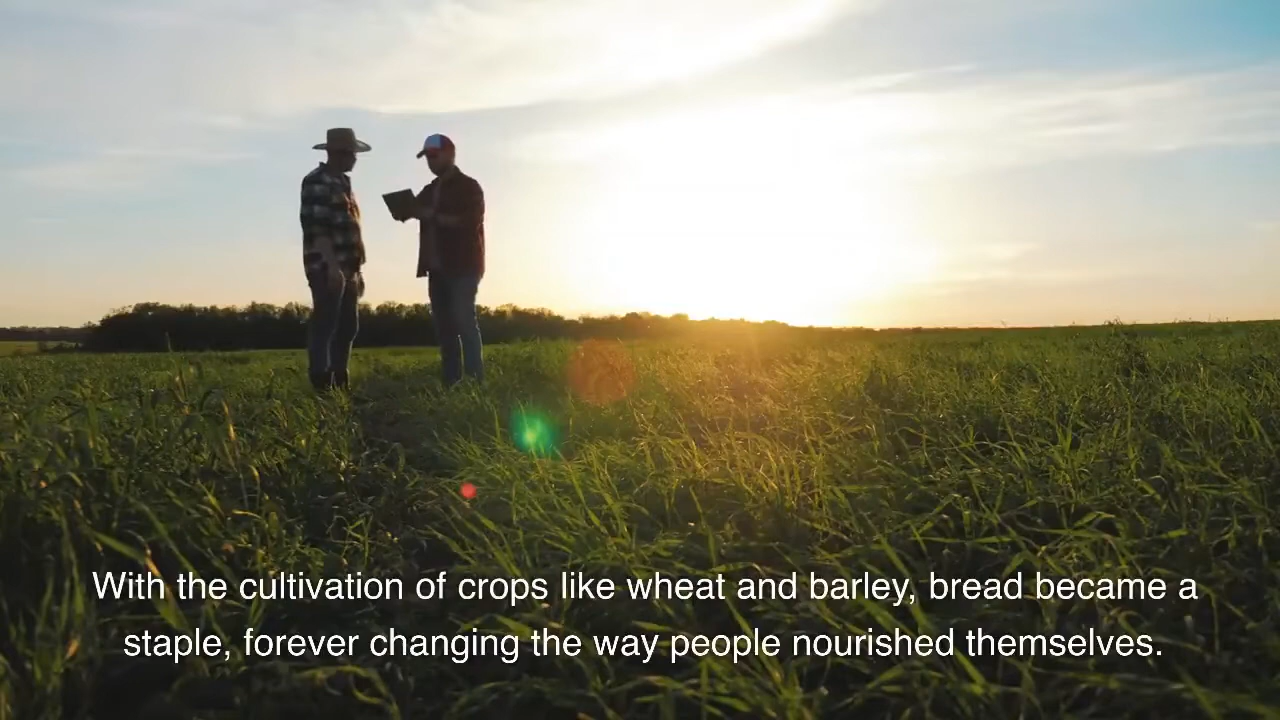 With the cultivation of crops like wheat and barley, bread became a
staple, forever changing the way people nourished themselves.